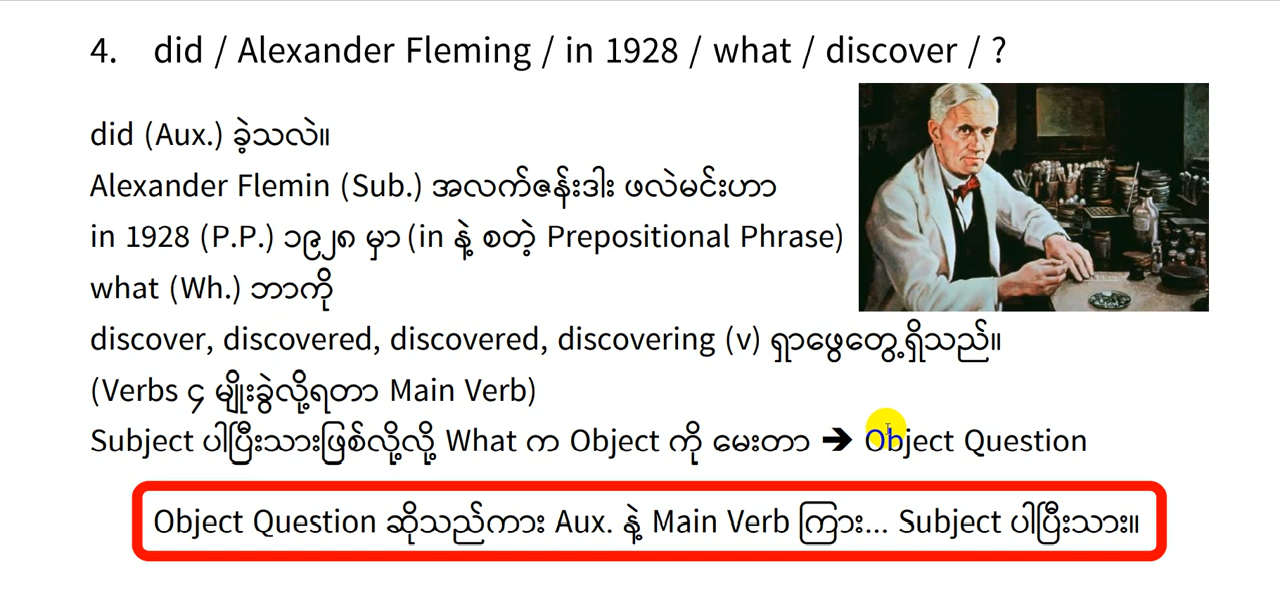 4. did / Alexander Fleming / in 1928 / what / discover / ?
did (Aux.) ခဲ့သလဲ။
Alexander Flemin (Sub.) အလက်ဇန်းဒါး ဖလဲမင်းဟာ
in 1928 (P.P.) ၁၉၂၈ မှာ (in နဲ့ စတဲ့ Prepositional Phrase)
what (Wh.) ဘာကို
discover, discovered, discovered, discovering (v) ရှာဖွေတွေ့ရှိသည်။
(Verbs ၄ မျိုးခွဲလို့ရတာ Main Verb)
Subject ပါပြီးသားဖြစ်လို့လို့ What က Object ကို မေးတာ ➔ Object Question
Object Question ဆိုသည်ကား Aux. နဲ့ Main Verb ကြား... Subject ပါပြီးသား။